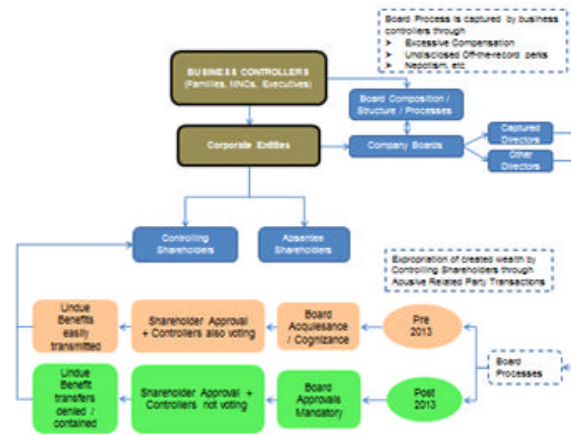 Board Process is captured by business
controllers through
➤ Excessive Compensation
➤ Undisclosed Off-the-record perks
➤ Nepotism, etc
BUSINESS CONTROLLERS
(Families, MNCs, Executives)
Board Composition /
Structure / Processes
Corporate Entities
Company Boards
Captured
Directors
Other
Directors
Controlling
Shareholders
Absentee
Shareholders
Expropriation of created wealth by
Controlling Shareholders through
Abusive Related Party Transactions
Undue
Benefits
easily
transmitted
Shareholder Approval
+ Controllers also voting
Board
Acquiesance
/ Cognizance
Pre
2013
Board
Processes
Undue
Benefit
transfers
denied /
contained
Shareholder Approval +
Controllers not voting
Board
Approvals
Mandatory
Post
2013